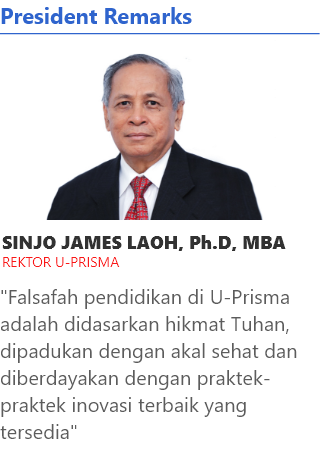 President Remarks
SINJO JAMES LAOH, Ph.D, MBA
REKTOR U-PRISMA
"Falsafah pendidikan di U-Prisma
adalah didasarkan hikmat Tuhan,
dipadukan dengan akal sehat dan
diberdayakan dengan praktek-
praktek inovasi terbaik yang
tersedia"